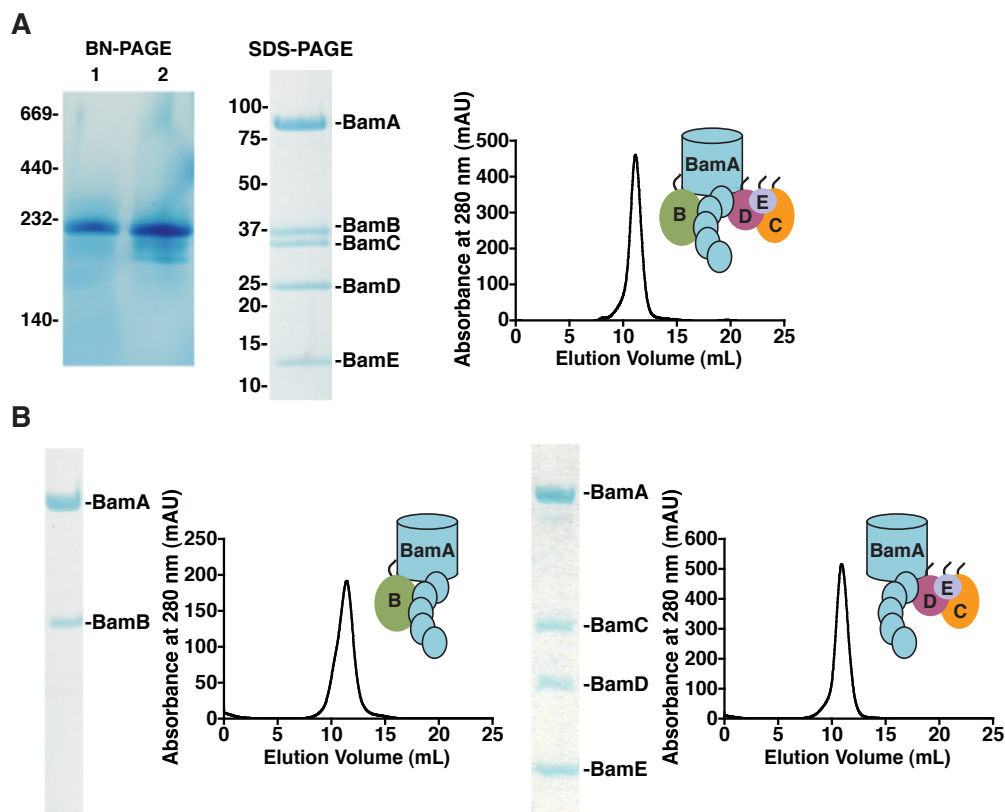 A
BN-PAGE
1 2
669-
440-
232-
140-
SDS-PAGE
100-
75-
50-
37-
25-
20-
15-
10-
-BamA
-BamB
-BamC
-BamD
-BamE
Absorbance at 280 nm (mAU)
500
400
300
200
100
0
0 5 10 15 20 25
Elution Volume (mL)
BamA
B
D
E
C
B
-BamA
-BamB
Absorbance at 280 nm (mAU)
250
200
150
100
50
0
0 5 10 15 20 25
Elution Volume (mL)
BamA
B
-BamA
-BamC
-BamD
-BamE
Absorbance at 280 nm (mAU)
600
500
400
300
200
100
0
0 5 10 15 20 25
Elution Volume (mL)
BamA
D
E
C